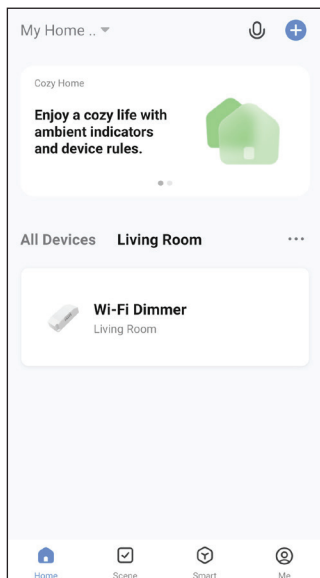 My Home ..
Cozy Home
Enjoy a cozy life with
ambient indicators
and device rules.
All Devices Living Room
Wi-Fi Dimmer
Living Room
Home Scene Smart Me